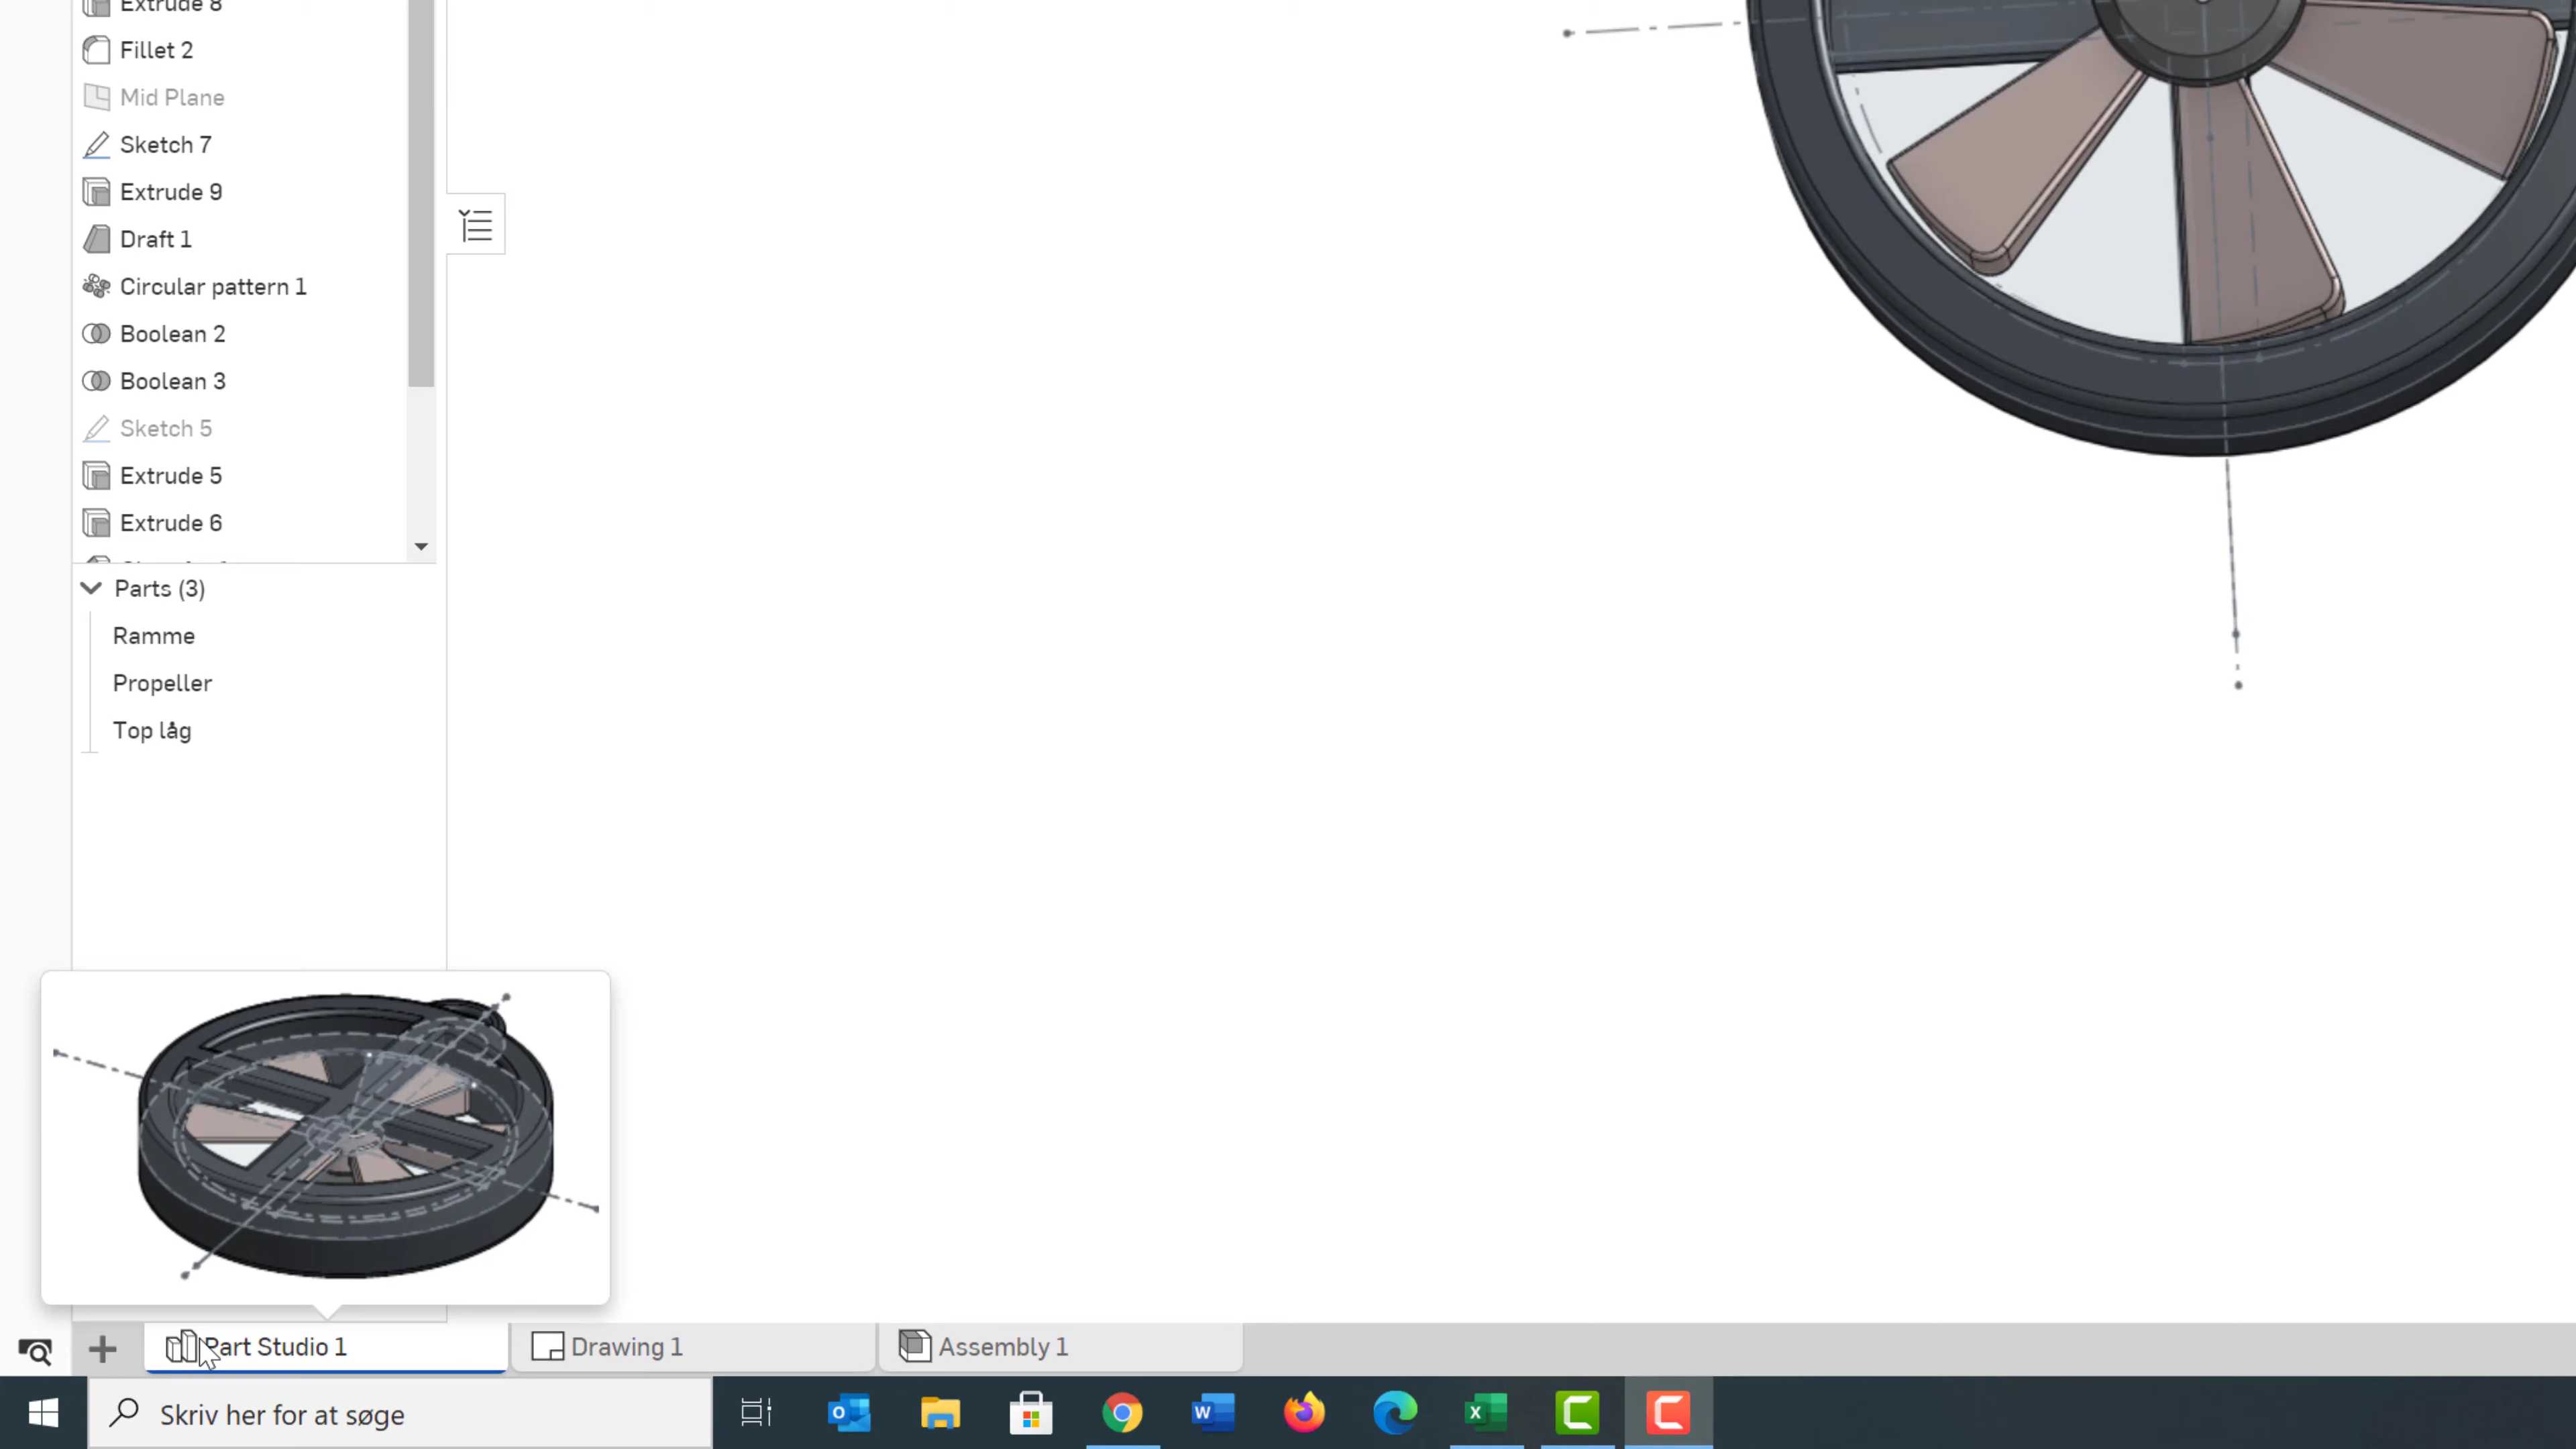 Extrude 8
Fillet 2
Mid Plane
Sketch 7
Extrude 9
Draft 1
Circular pattern 1
Boolean 2
Boolean 3
Sketch 5
Extrude 5
Extrude 6
Parts (3)
Ramme
Propeller
Top låg
Part Studio 1
Drawing 1
Assembly 1
Skriv her for at søge